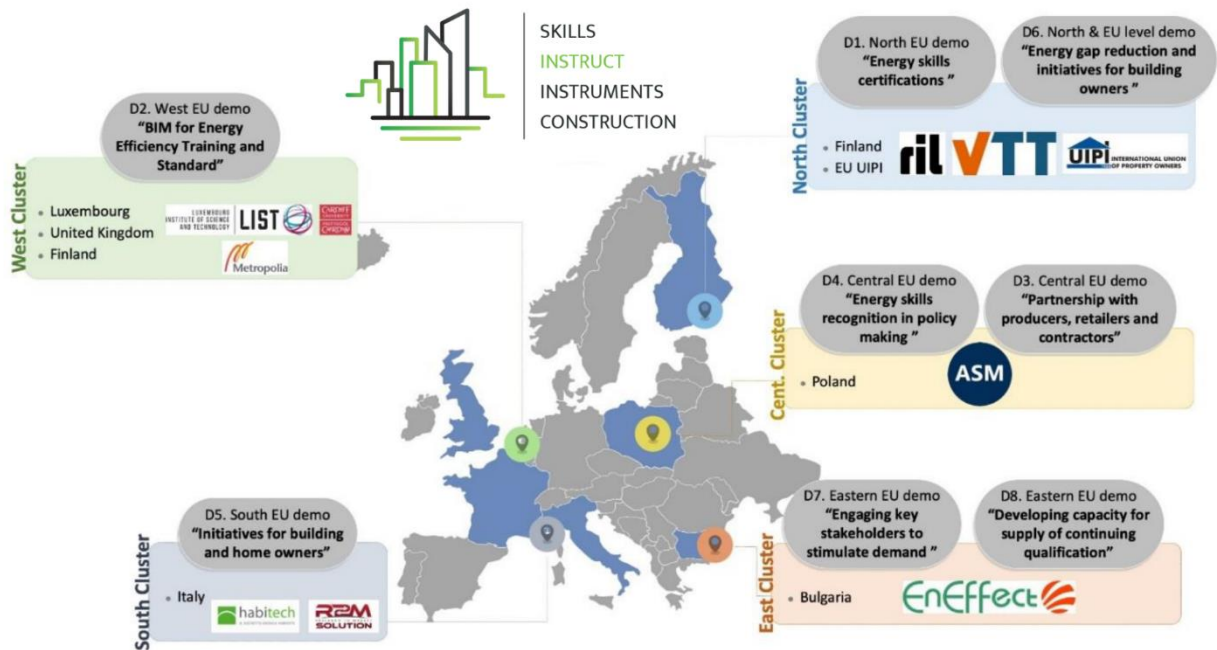 SKILLS
INSTRUCT
INSTRUMENTS
CONSTRUCTION
D1. North EU demo
“Energy skills
certifications ”
D6. North & EU level demo
“Energy gap reduction and
initiatives for building
owners ”
North Cluster
• Finland
• EU UIPI
ril
VTT
UIPI
INTERNATIONAL UNION
OF PROPERTY OWNERS
D2. West EU demo
“BIM for Energy
Efficiency Training and
Standard”
West Cluster
• Luxembourg
• United Kingdom
• Finland
LUXEMBOURG
INSTITUTE OF SCIENCE
AND TECHNOLOGY
LIST
CARDIFF
UNIVERSITY
PRIFYSGOL
CAERDYDD
Metropolia
D4. Central EU demo
“Energy skills
recognition in policy
making ”
D3. Central EU demo
“Partnership with
producers, retailers and
contractors”
Cent. Cluster
• Poland
ASM
D5. South EU demo
“Initiatives for building
and home owners”
South Cluster
• Italy
habitech
R2M
SOLUTION
D7. Eastern EU demo
“Engaging key
stakeholders to
stimulate demand ”
D8. Eastern EU demo
“Developing capacity for
supply of continuing
qualification”
East Cluster
• Bulgaria
EnEffect